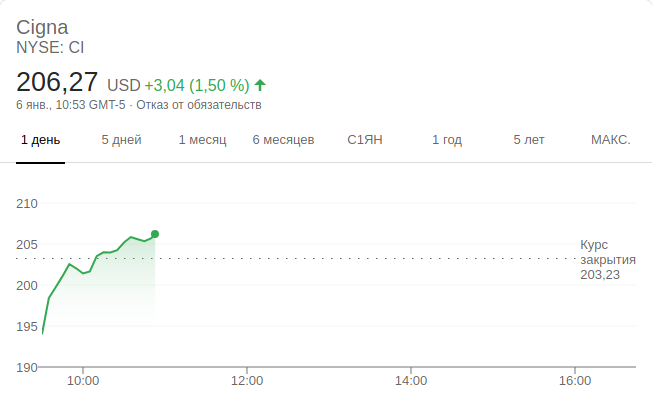 Cigna
NYSE: CI
206,27 USD +3,04 (1,50 %)
6 янв., 10:53 GMT-5 · Отказ от обязательств
1 день 5 дней 1 месяц 6 месяцев С1ЯН 1 год 5 лет МАКС.
210
205
200
195
190
Курс
закрытия
203,23
10:00 12:00 14:00 16:00